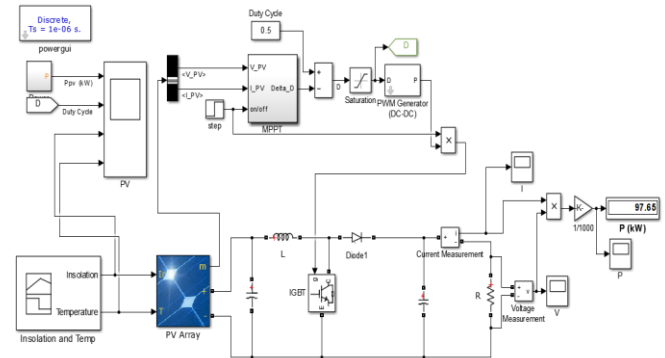 Discrete,
Ts = 1e-06 s.
powergui
P
Ppv (kW)
D
Duty Cycle
PV
<V_PV>
<I_PV>
step
Duty Cycle
0.5
V_PV
I_PV
on/off
Delta_D
MPPT
+
−
D
Saturation
D
D
P
PWM Generator
(DC-DC)
X
I
X
-K-
1/1000
97.65
P (kW)
P
Insolation
Temperature
Insolation and Temp
I
T
m
+
-
PV Array
L
IGBT
g
C
E
Diode1
+
i
-
Current Measurement
R
+
v
-
Voltage
Measurement
V